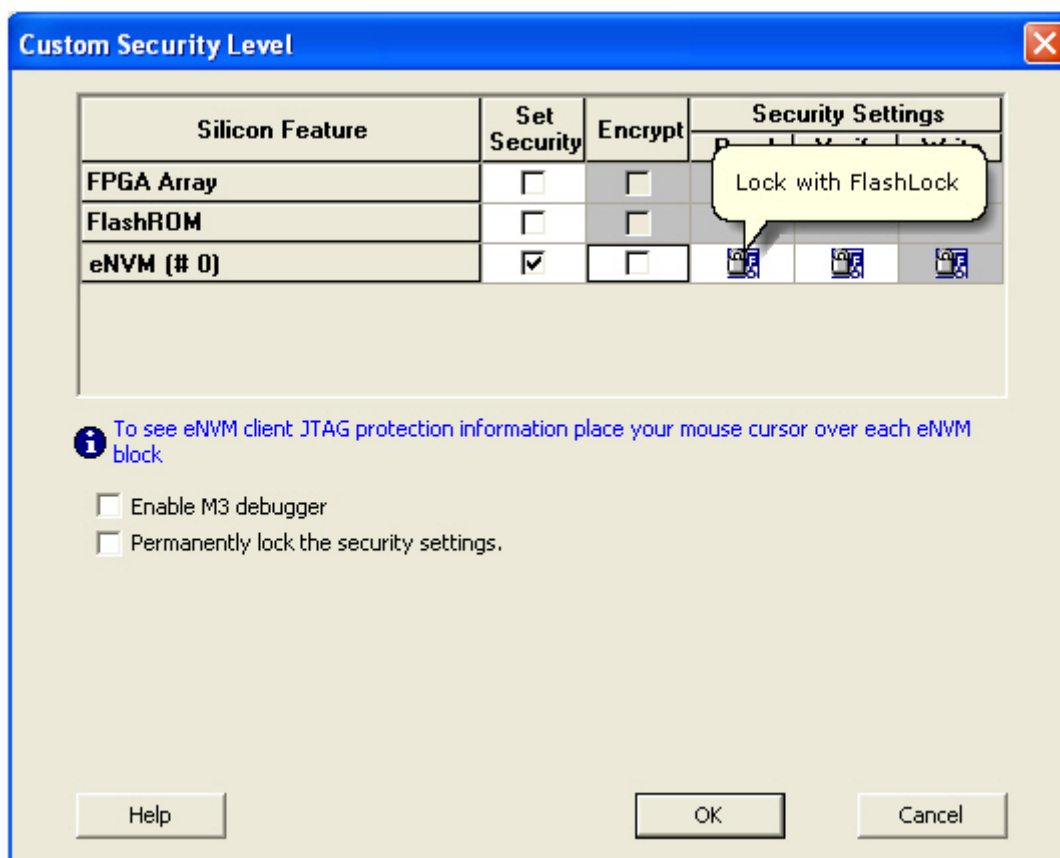 Custom Security Level
Silicon Feature
Set Security
Encrypt
Security Settings
Lock with FlashLock
FPGA Array
FlashROM
eNVM (# 0)
To see eNVM client JTAG protection information place your mouse cursor over each eNVM
block
Enable M3 debugger
Permanently lock the security settings.
Help
OK
Cancel